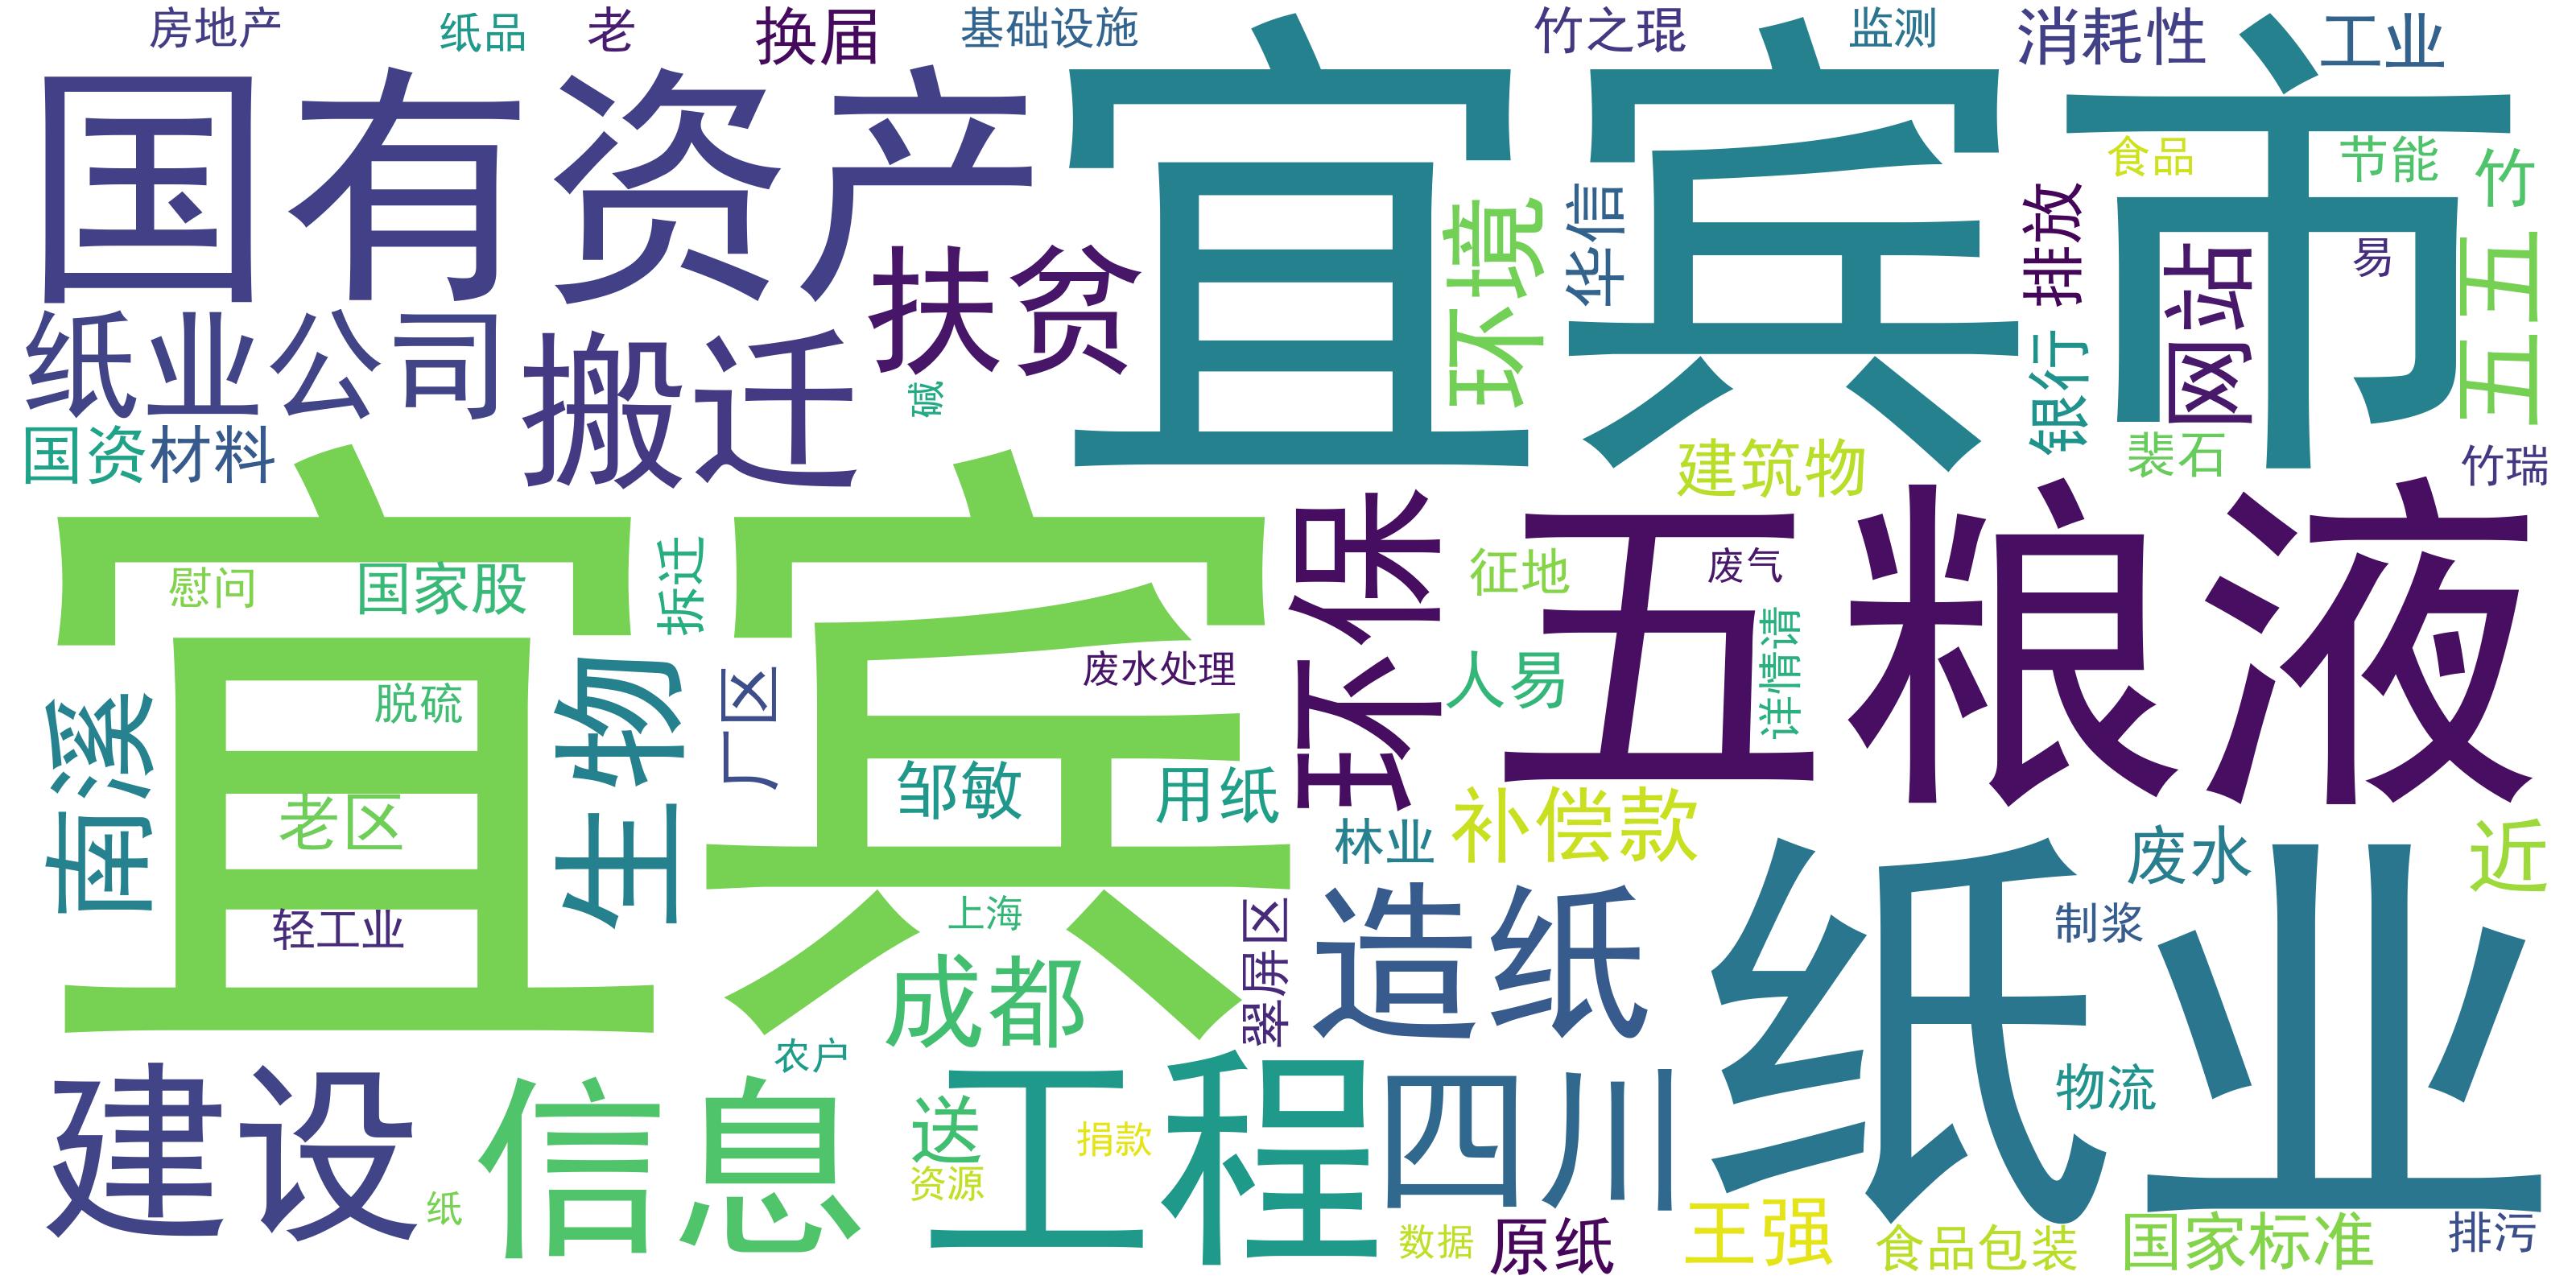 房地产
纸品
老
换届
基础设施
竹之琨
监测
消耗性
工业
国有资产
宜宾市
食品
节能
竹
扶贫
环境
华信
排放
网站
易
五五
纸业公司
搬迁
碱
银行
国资
材料
建筑物
裴石
竹瑞
宜宾
慰问
国家股
拆迁
环保
征地
五粮液
废气
南溪
脱硫
生物
厂区
废水处理
人易
详情请
老区
邹敏
用纸
林业
补偿款
废水
近
轻工业
上海
翠屏区
造纸
纸业
制浆
成都
农户
建设
信息
送
工程
捐款
资源
四川
物流
纸
数据
原纸
王强
食品包装
国家标准
排污